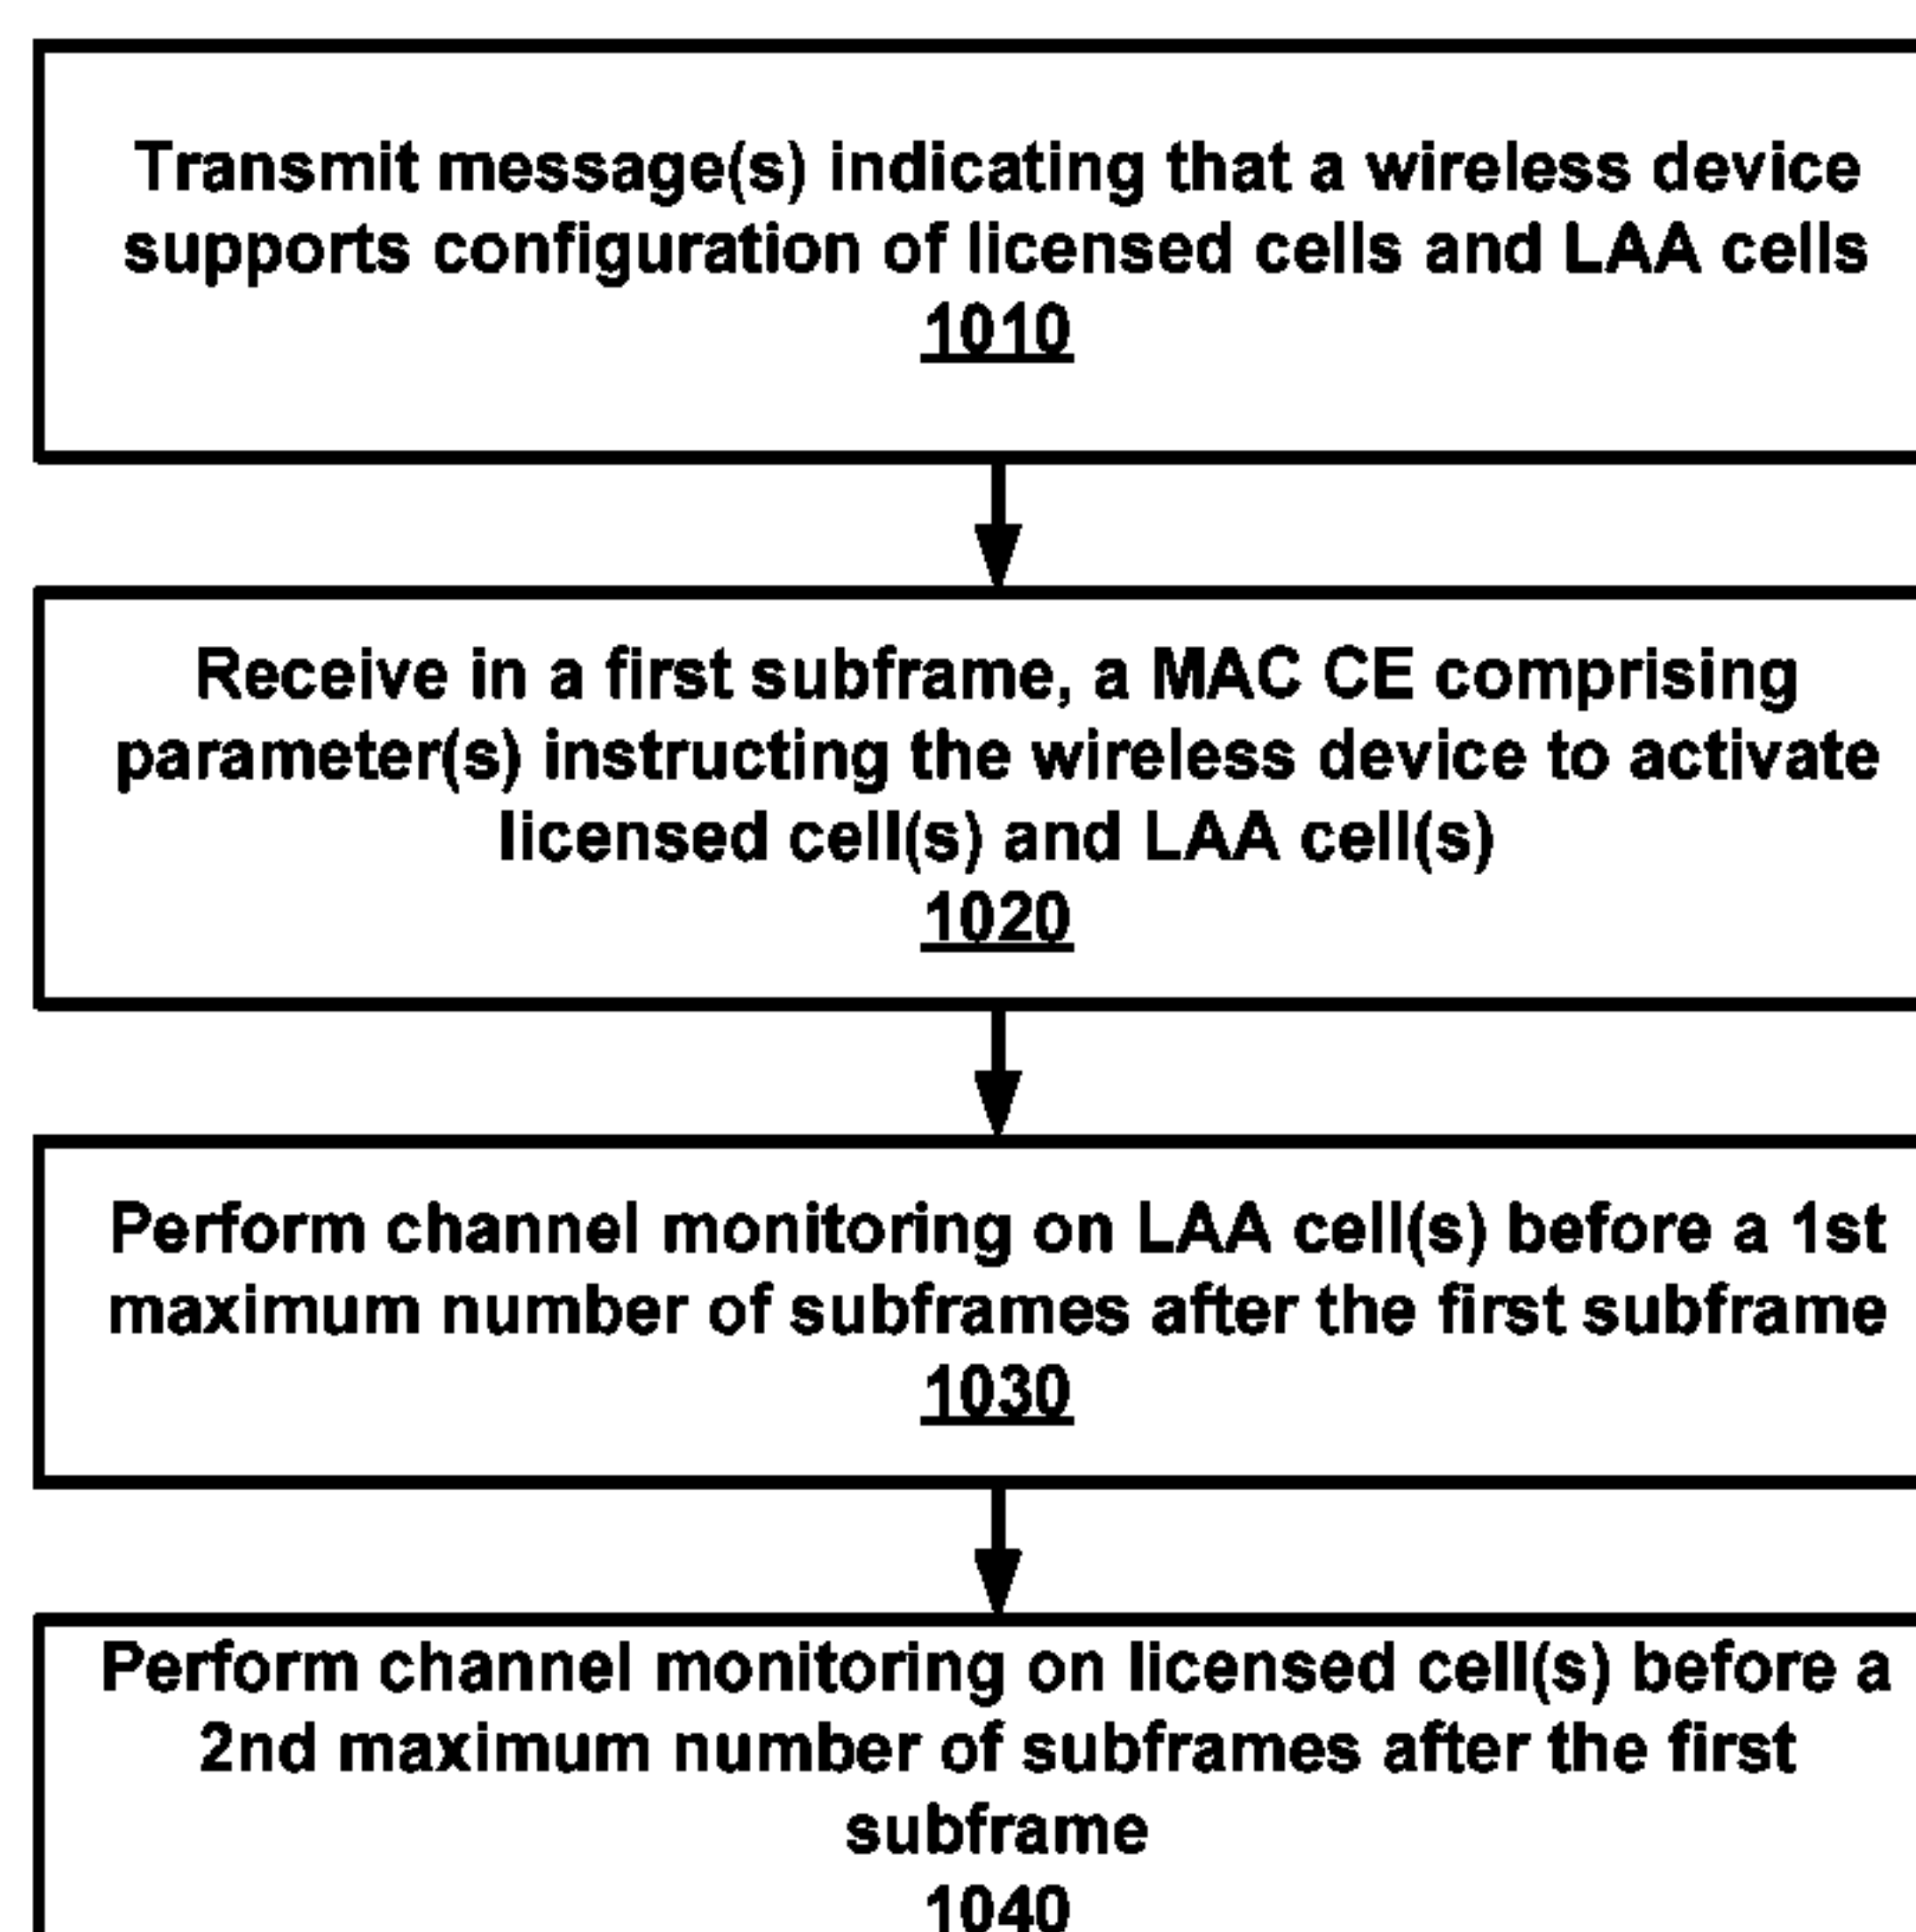 Transmit message(s) indicating that a wireless device
supports configuration of licensed cells and LAA cells
1010
Receive in a first subframe, a MAC CE comprising
parameter(s) instructing the wireless device to activate
licensed cell(s) and LAA cell(s)
1020
Perform channel monitoring on LAA cell(s) before a 1st
maximum number of subframes after the first subframe
1030
Perform channel monitoring on licensed cell(s) before a
2nd maximum number of subframes after the first
subframe
1040